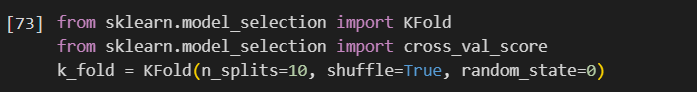 [73] from sklearn.model_selection import KFold
from sklearn.model_selection import cross_val_score
k_fold = KFold(n_splits=10, shuffle=True, random_state=0)